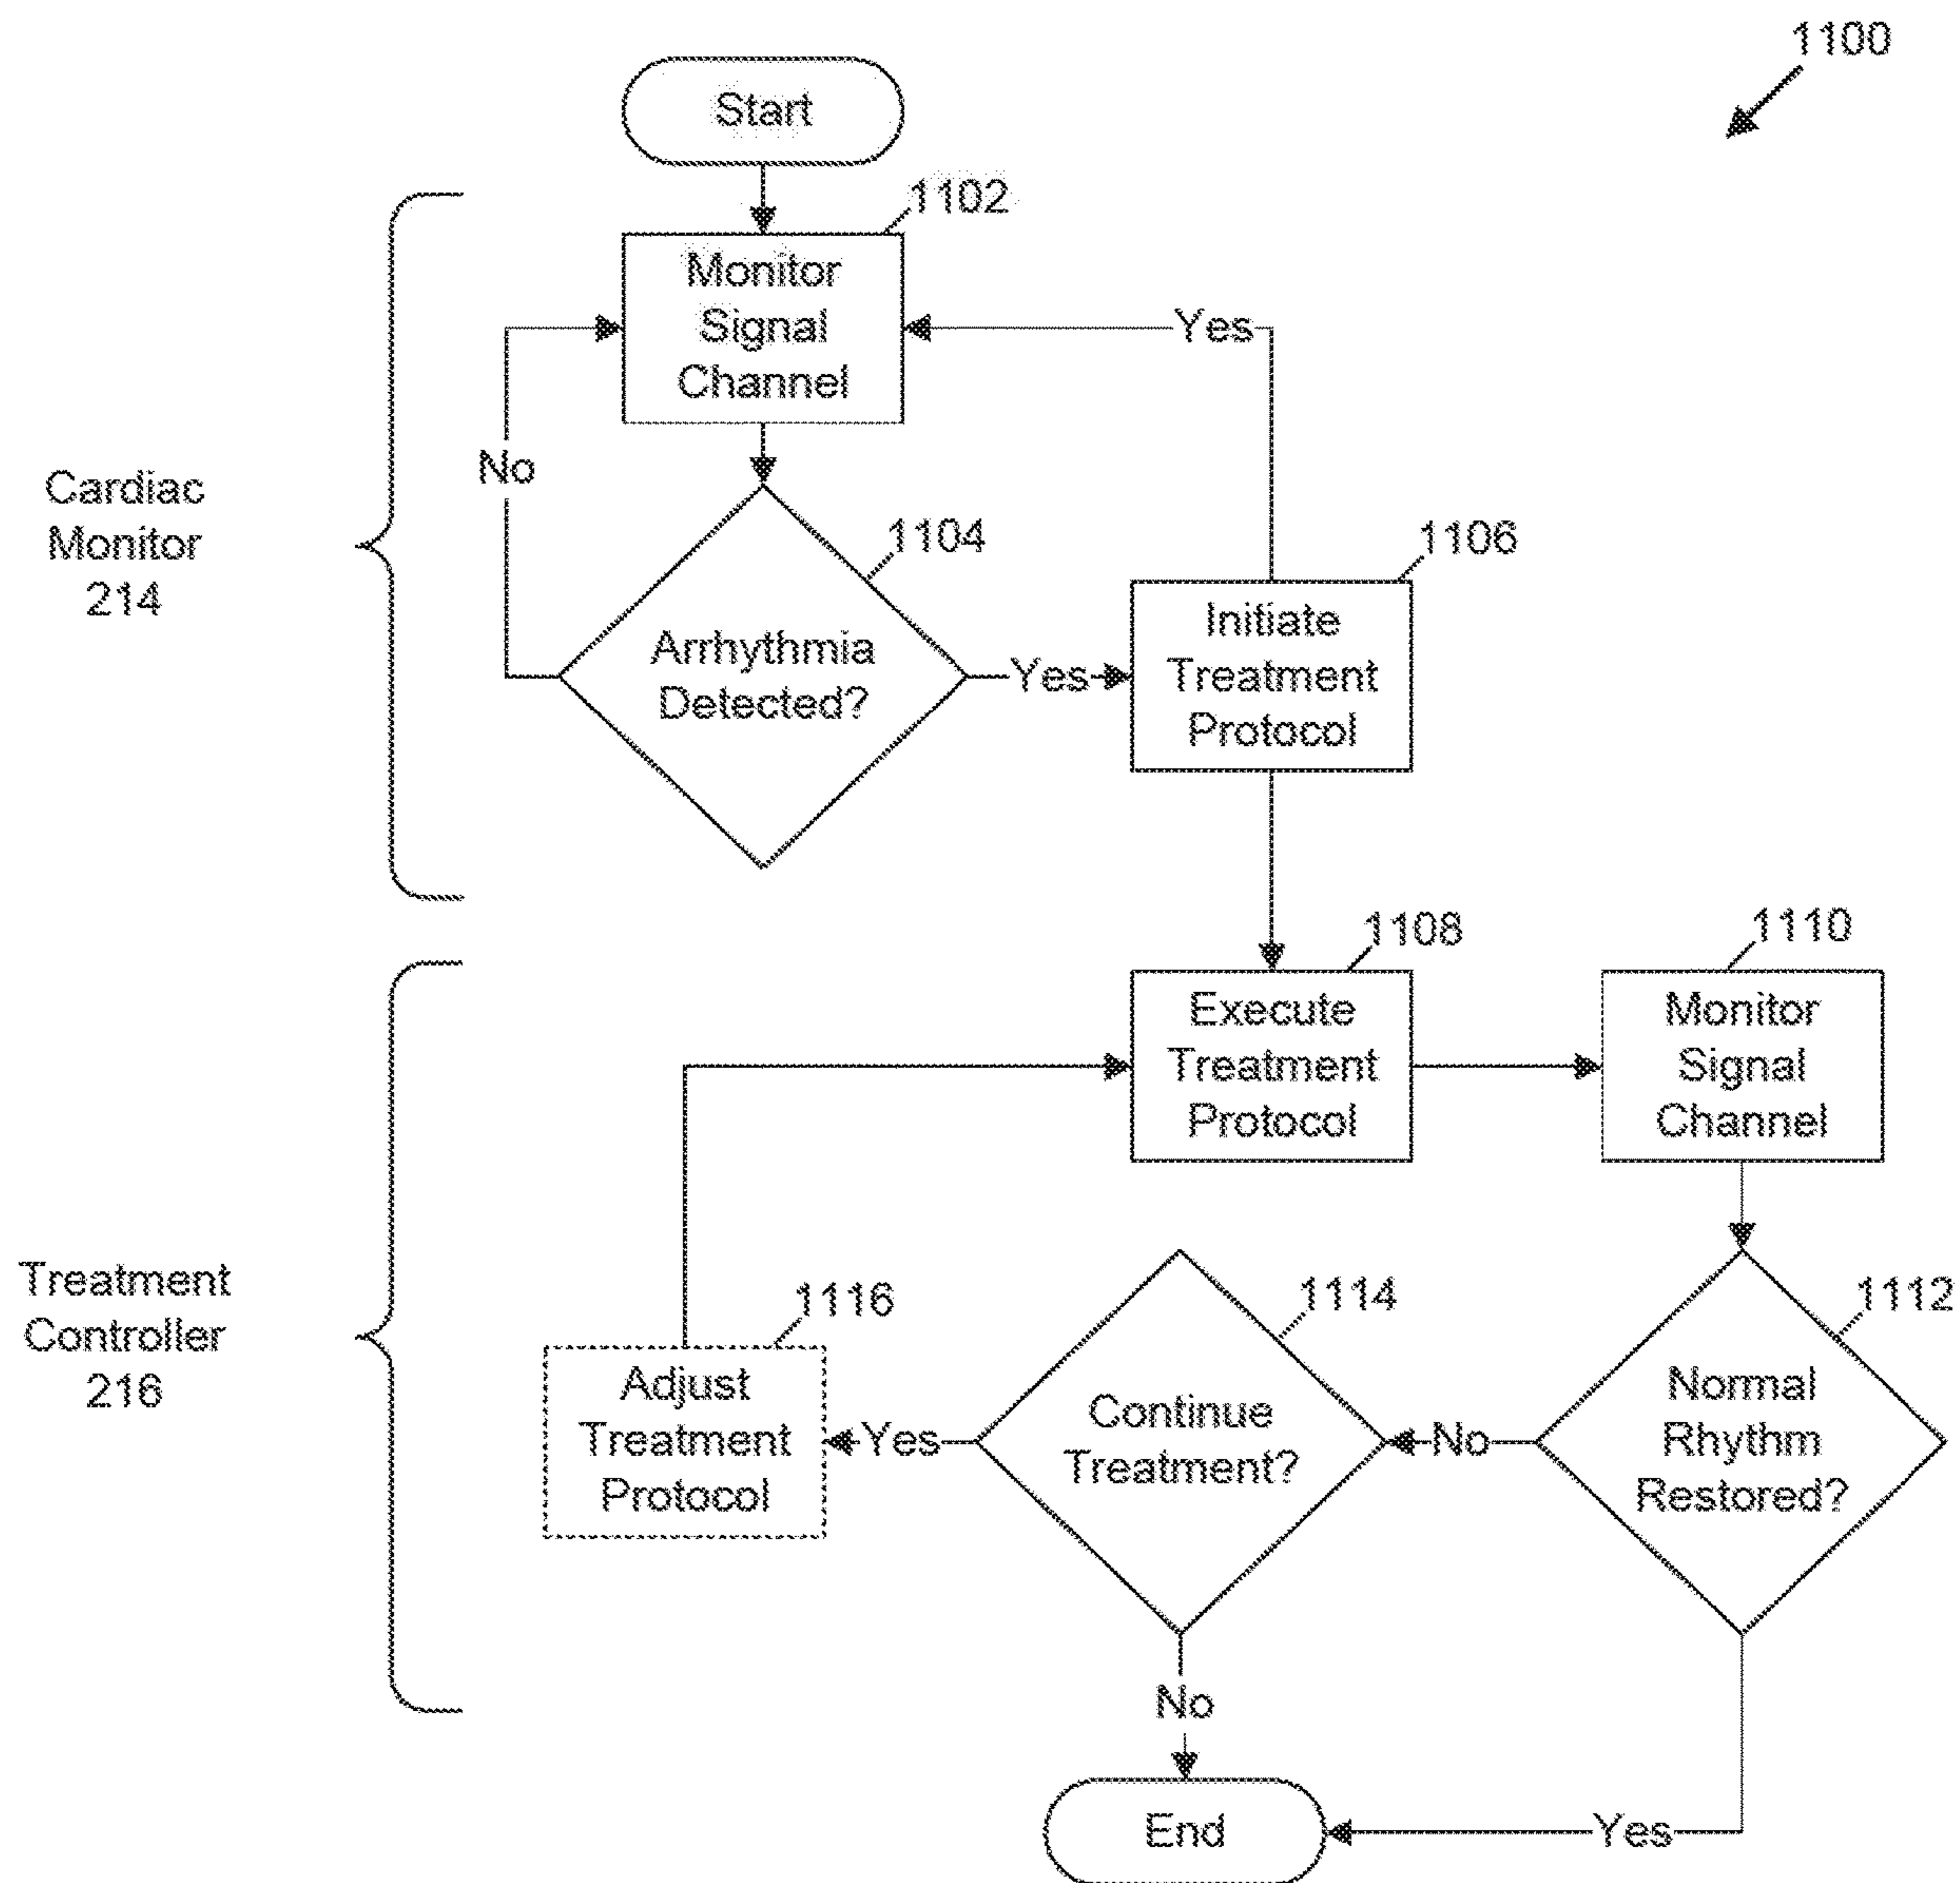 1100
Start
1102
Monitor
Signal
Channel
Yes
No
Cardiac
Monitor
214
1104
Arrhythmia
Detected?
Yes
1106
Initiate
Treatment
Protocol
1108
Execute
Treatment
Protocol
1110
Monitor
Signal
Channel
Treatment
Controller
216
1116
Adjust
Treatment
Protocol
Yes
1114
Continue
Treatment?
No
1112
Normal
Rhythm
Restored?
No
End
Yes